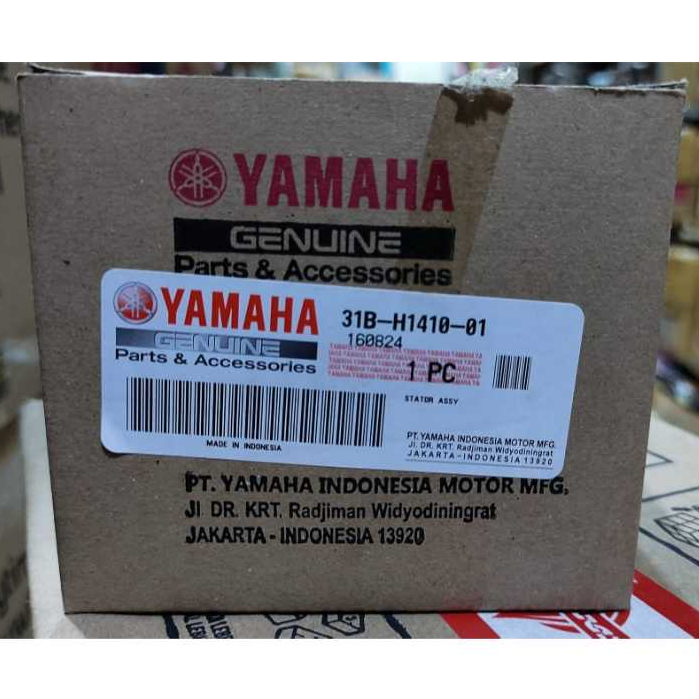 YAMAHA
GENUINE
Parts & Accessories
YAMAHA
GENUINE
Parts & Accessories
MADE IN INDONESIA
31B-H1410-01
160824
1 PC
STATOR ASSY
PT. YAMAHA INDONESIA MOTOR MFG.
Jl. DR. KRT. Radjiman Widyodiningrat
JAKARTA - INDONESIA 13920
PT. YAMAHA INDONESIA MOTOR MFG.
Jl DR. KRT. Radjiman Widyodiningrat
JAKARTA - INDONESIA 13920